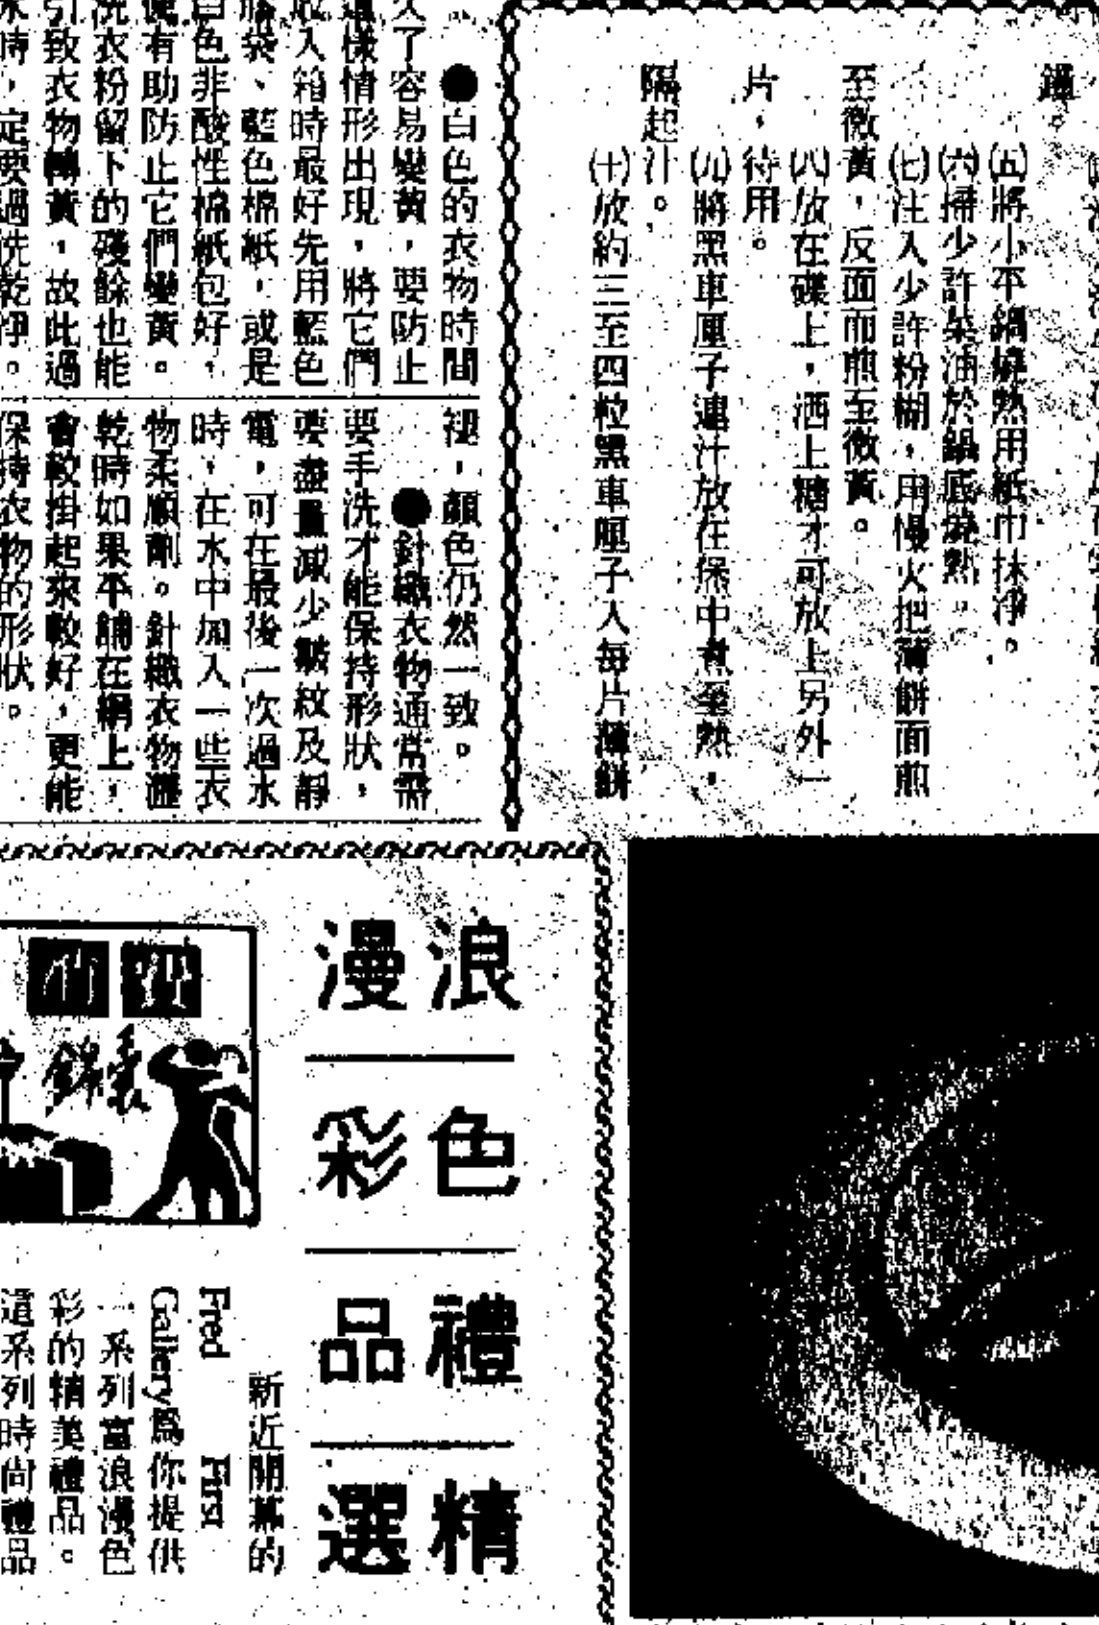 鐘。
㈤將小平鍋燒熱用紙巾抹淨。
㈥掃少許菜油於鍋底燒熱。
㈦注入少許粉糊，用慢火把薄餅面煎
至微黃，反面而煎至微黃。
㈧放在碟上，洒上糖才可放上另外一
片，待用。
㈨將黑車厘子連汁放在保中煮至熱，
隔起汁。
㈩放約三至四粒黑車厘子入每片薄餅
●白色的衣物時間
久了容易變黃，要防止
這樣情形出現，將它們
收入箱時最好先用藍色
膠袋、藍色棉紙，或是
白色非酸性棉紙包好，
便有助防止它們變黃。
洗衣粉留下的殘餘也能
引致衣物轉黃，故此過
水時，定要過洗乾淨。
裡，顏色仍然一致。
●針織衣物通常需
要手洗才能保持形狀，
要盡量減少皺紋及靜
電，可在最後一次過水
時，在水中加入一些衣
物柔順劑。針織衣物灑
乾時如果平舖在網上，
會較掛起來較好，更能
保持衣物的形狀。
浪漫
色彩
禮品
精選
錦囊
新近開幕的
Fred First
Gallery爲你提供
一系列富浪漫色
彩的精美禮品。
這系列時尚禮品